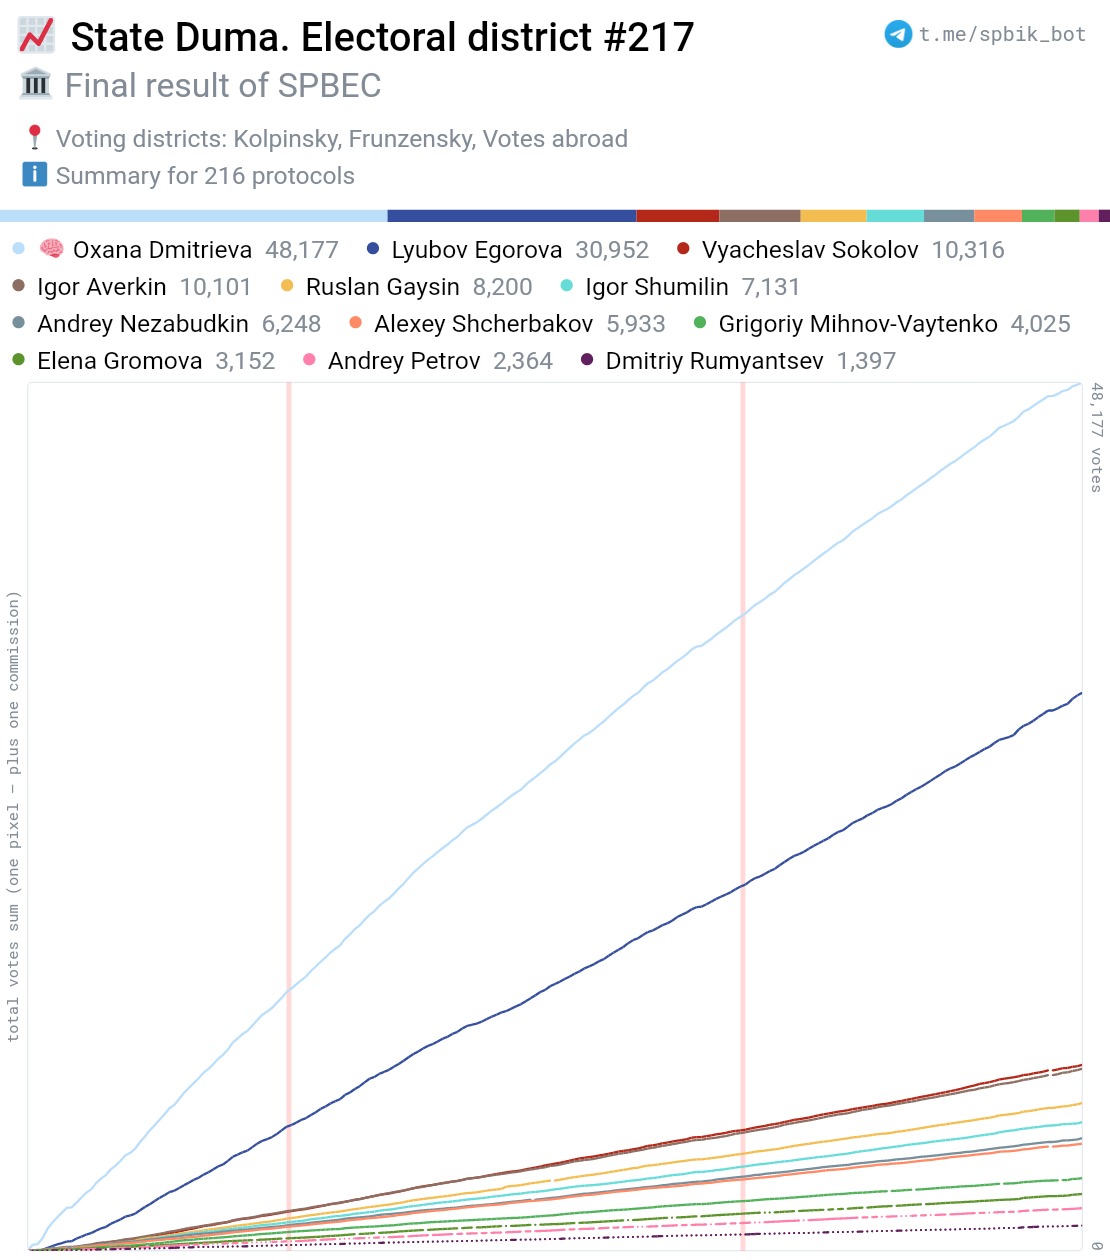 State Duma. Electoral district #217
t.me/spbik_bot
Final result of SPBEC
Voting districts: Kolpinsky, Frunzensky, Votes abroad
Summary for 216 protocols
Oxana Dmitrieva 48,177 Lyubov Egorova 30,952 Vyacheslav Sokolov 10,316
Igor Averkin 10,101 Ruslan Gaysin 8,200 Igor Shumilin 7,131
Andrey Nezabudkin 6,248 Alexey Shcherbakov 5,933 Grigoriy Mihnov-Vaytenko 4,025
Elena Gromova 3,152 Andrey Petrov 2,364 Dmitriy Rumyantsev 1,397
48,177 votes
total votes sum (one pixel – plus one commission)
0